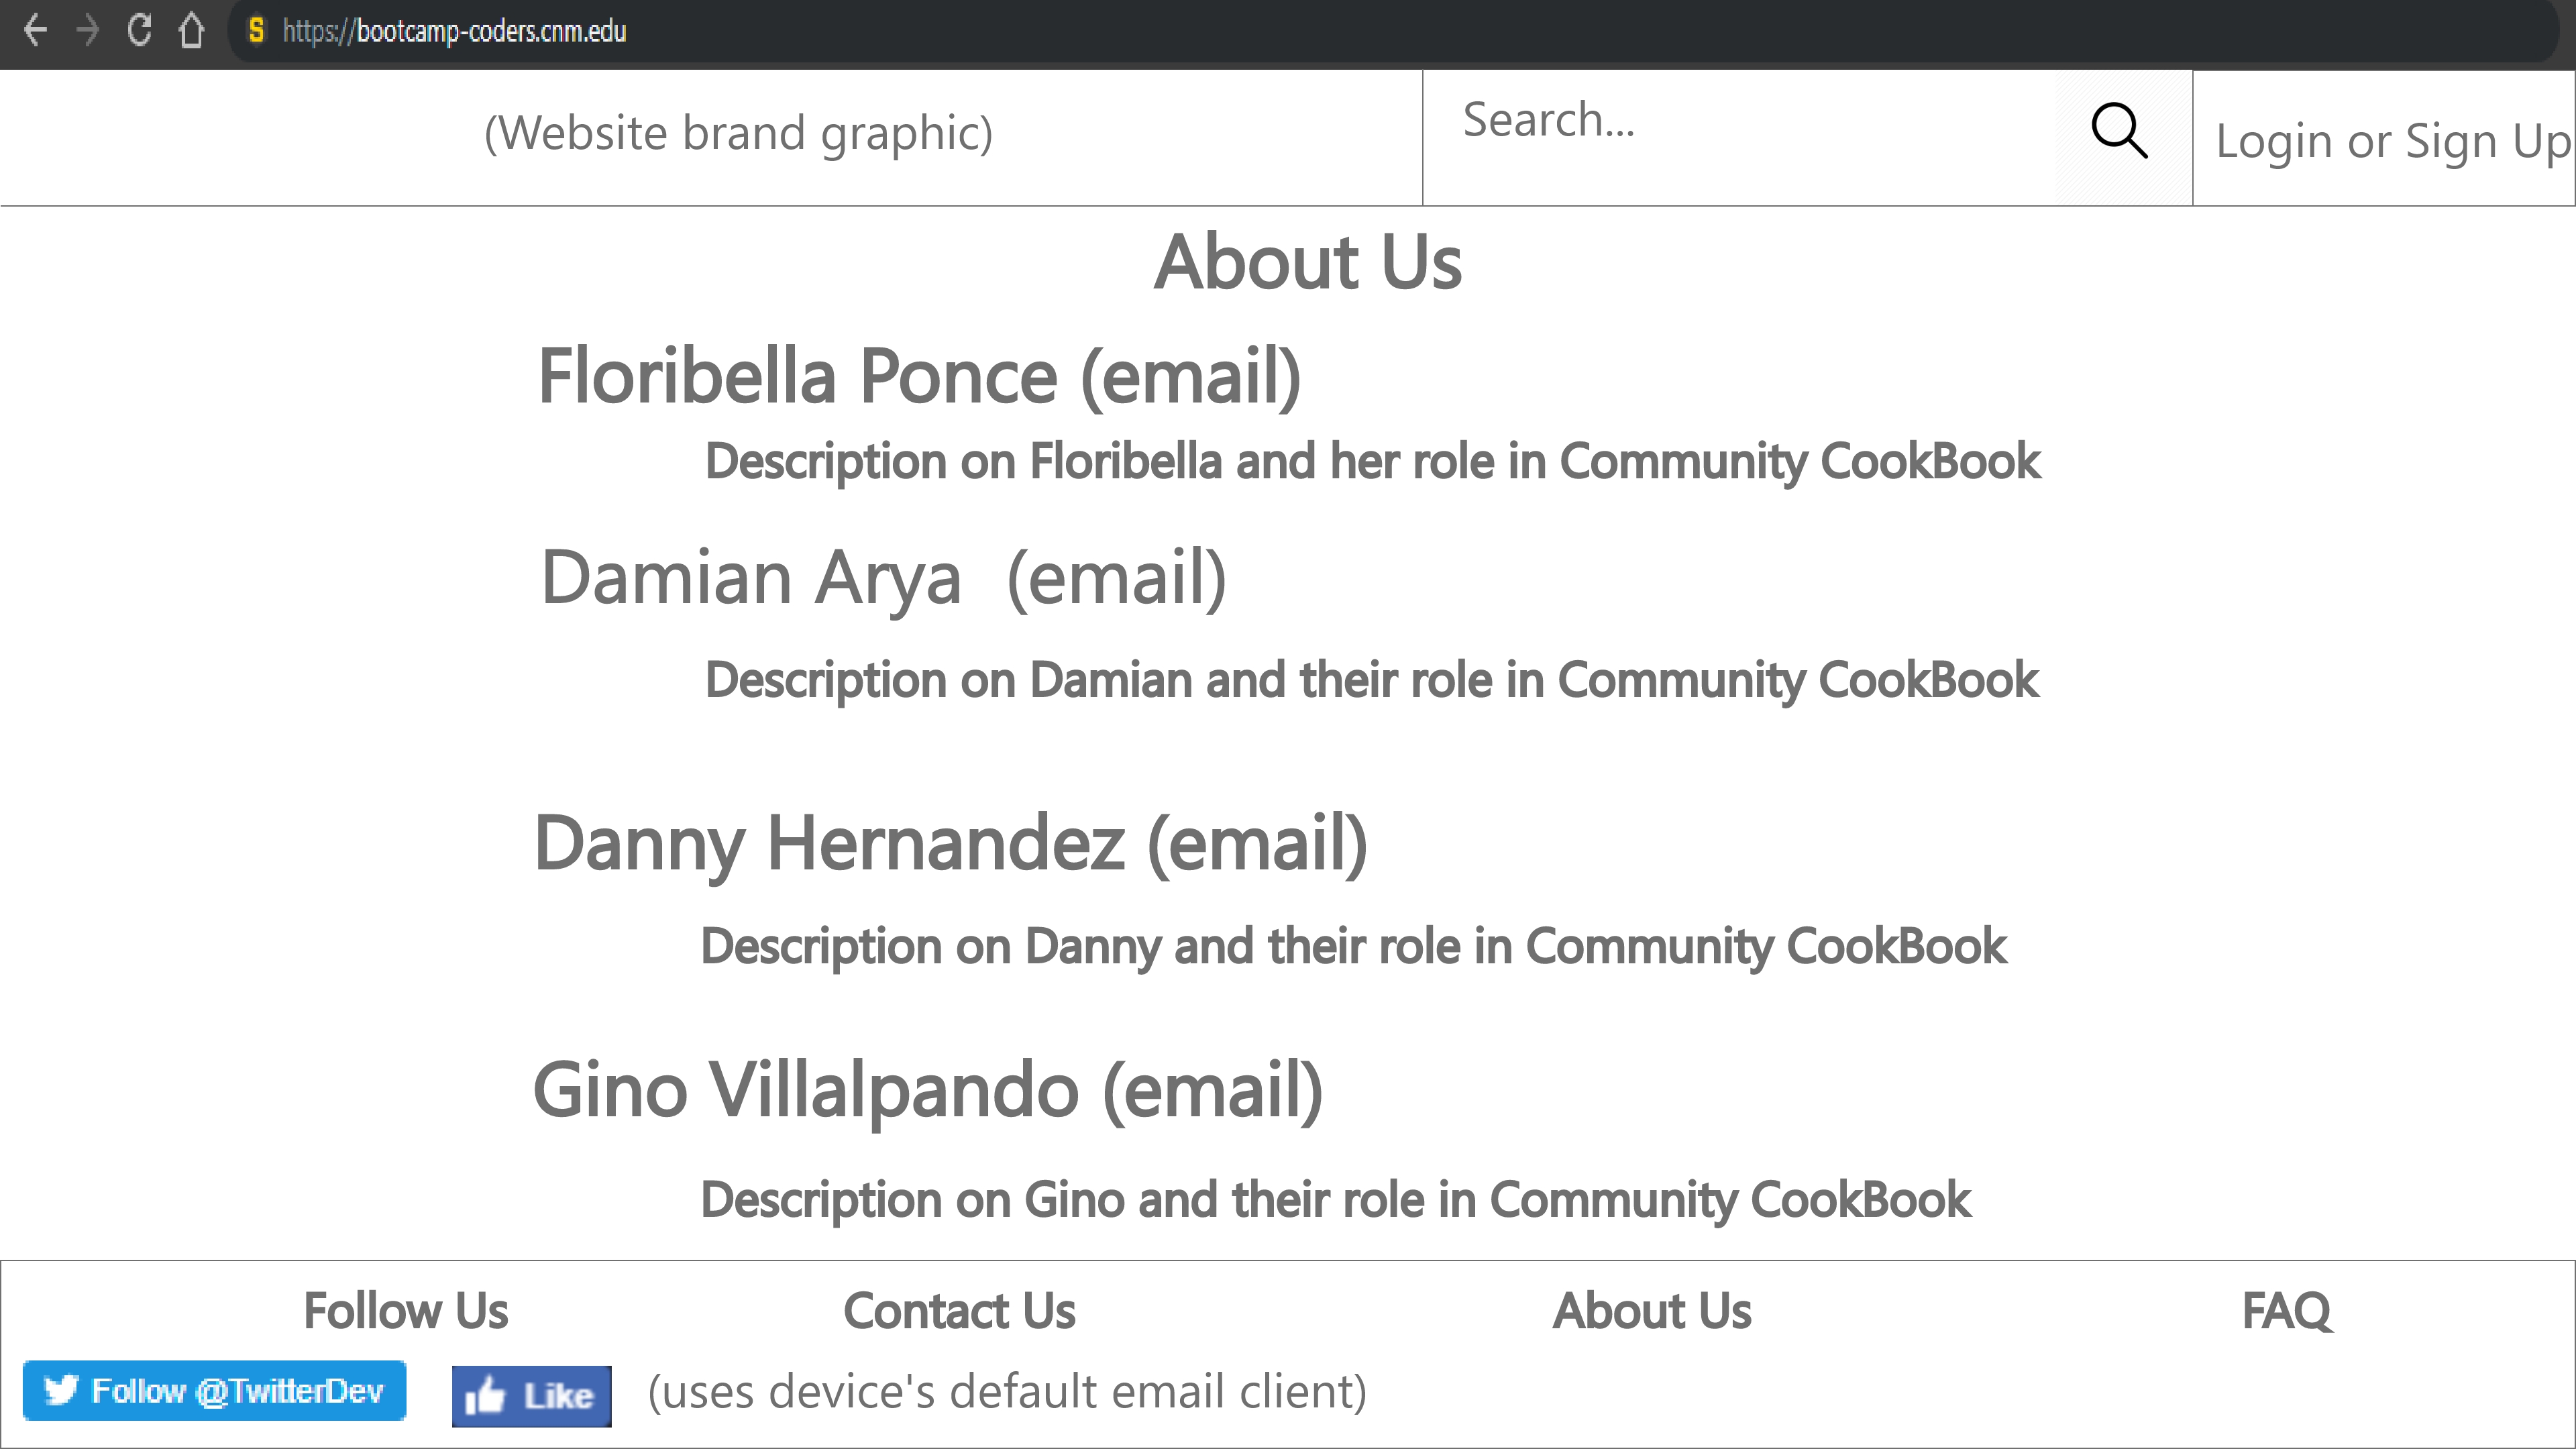 S https://bootcamp-coders.cnm.edu
(Website brand graphic)
Search...
Login or Sign Up
About Us
Floribella Ponce (email)
Description on Floribella and her role in Community CookBook
Damian Arya (email)
Description on Damian and their role in Community CookBook
Danny Hernandez (email)
Description on Danny and their role in Community CookBook
Gino Villalpando (email)
Description on Gino and their role in Community CookBook
Follow Us
Contact Us
About Us
FAQ
Follow @TwitterDev
Like
(uses device's default email client)